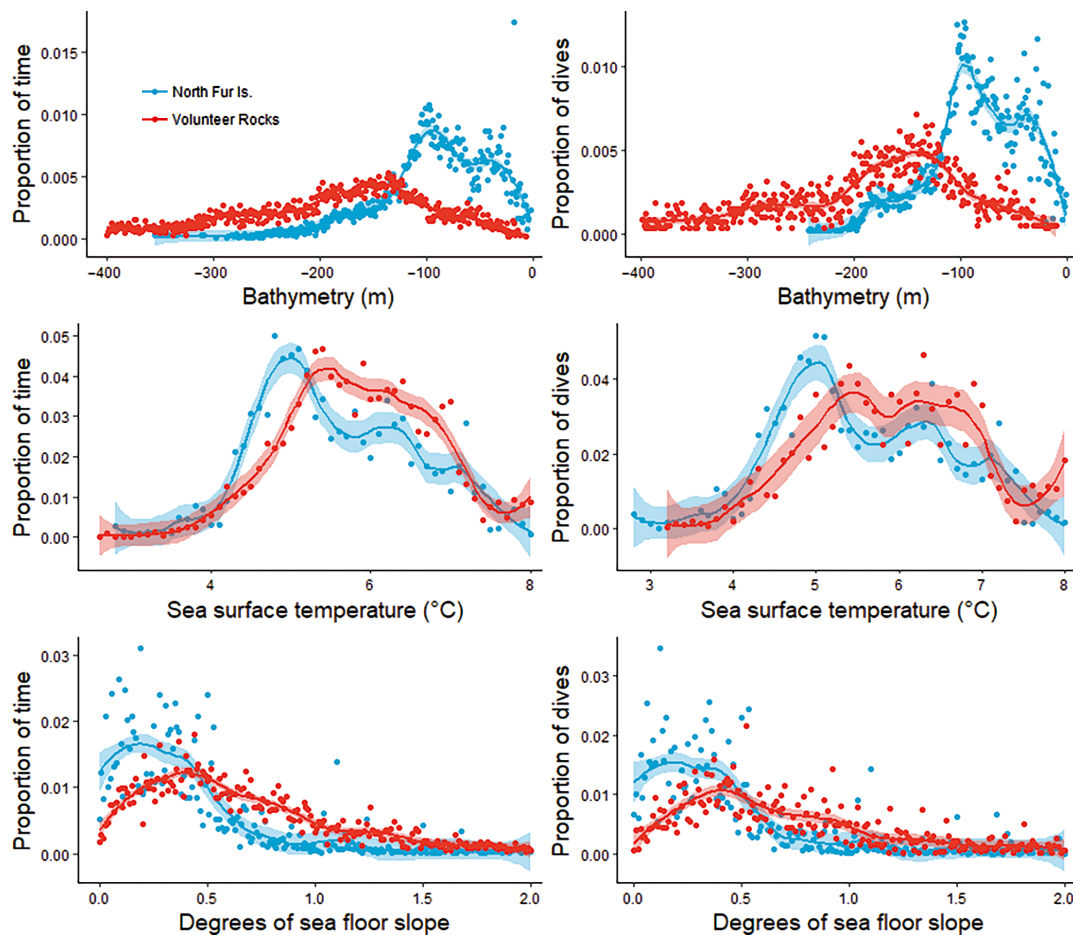 Proportion of time
0.015
0.010
0.005
0.000
North Fur Is.
Volunteer Rocks
−400 −300 −200 −100 0
Bathymetry (m)
Proportion of dives
0.010
0.005
0.000
−400 −300 −200 −100 0
Bathymetry (m)
Proportion of time
0.05
0.04
0.03
0.02
0.01
0.00
4 6 8
Sea surface temperature (°C)
Proportion of dives
0.04
0.02
0.00
3 4 5 6 7 8
Sea surface temperature (°C)
Proportion of time
0.03
0.02
0.01
0.00
0.0 0.5 1.0 1.5 2.0
Degrees of sea floor slope
Proportion of dives
0.03
0.02
0.01
0.00
0.0 0.5 1.0 1.5 2.0
Degrees of sea floor slope